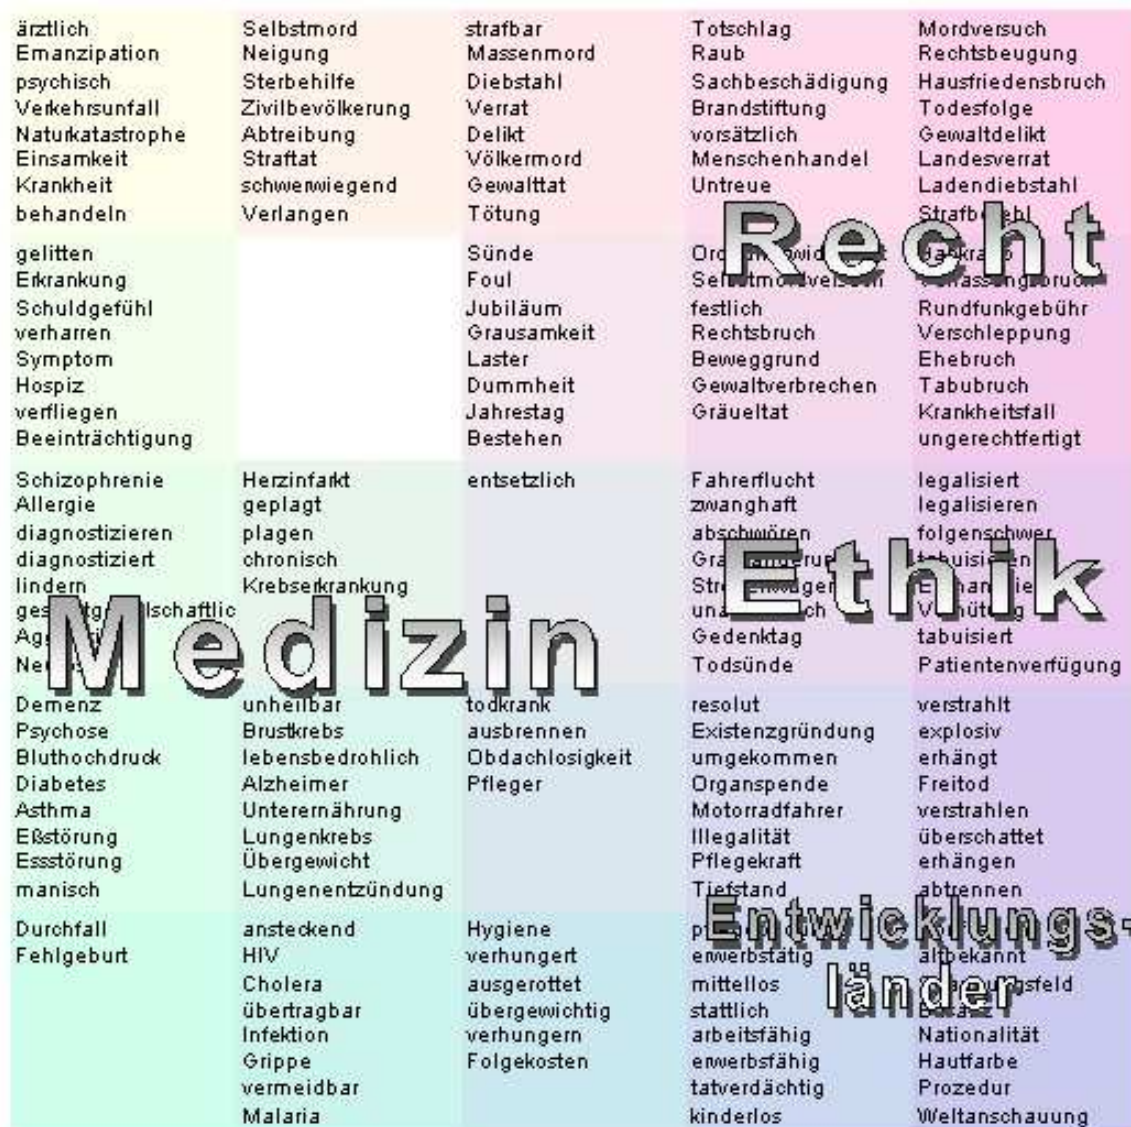 ärztlich
Emanzipation
psychisch
Verkehrsunfall
Naturkatastrophe
Einsamkeit
Krankheit
behandeln
Selbstmord
Neigung
Sterbehilfe
Zivilbevölkerung
Abtreibung
Straftat
schwerwiegend
Verlangen
strafbar
Massenmord
Diebstahl
Verrat
Delikt
Völkermord
Gewalttat
Tötung
Totschlag
Raub
Sachbeschädigung
Brandstiftung
vorsätzlich
Menschenhandel
Untreue
Mordversuch
Rechtsbeugung
Hausfriedensbruch
Todesfolge
Gewaltdelikt
Landesverrat
Ladendiebstahl
Recht
gelitten
Erkrankung
Schuldgefühl
verharren
Symptom
Hospiz
verfliegen
Beeinträchtigung
Sünde
Foul
Jubiläum
Grausamkeit
Laster
Dummheit
Jahrestag
Bestehen
festlich
Rechtsbruch
Beweggrund
Gewaltverbrechen
Gräueltat
Rundfunkgebühr
Verschleppung
Ehebruch
Tabubruch
Krankheitsfall
ungerechtfertigt
Schizophrenie
Allergie
diagnostizieren
diagnostiziert
lindern
Herzinfarkt
geplagt
plagen
chronisch
Krebserkrankung
Medizin
entsetzlich
Fahrerflucht
zwanghaft
abschwören
Gedenktag
Todsünde
legalisiert
legalisieren
folgenschwer
tabuisiert
Patientenverfügung
Ethik
Demenz
Psychose
Bluthochdruck
Diabetes
Asthma
Eßstörung
Essstörung
manisch
unheilbar
Brustkrebs
lebensbedrohlich
Alzheimer
Unterernährung
Lungenkrebs
Übergewicht
Lungenentzündung
todkrank
ausbrennen
Obdachlosigkeit
Pfleger
resolut
Existenzgründung
umgekommen
Organspende
Motorradfahrer
Illegalität
Pflegekraft
Tiefstand
verstrahlt
explosiv
erhängt
Freitod
verstrahlen
überschattet
erhängen
abtrennen
Entwicklungs-
länder
Durchfall
Fehlgeburt
ansteckend
HIV
Cholera
übertragbar
Infektion
Grippe
vermeidbar
Malaria
Hygiene
verhungert
ausgerottet
übergewichtig
verhungern
Folgekosten
erwerbstätig
mittellos
stattlich
arbeitsfähig
erwerbsfähig
tatverdächtig
kinderlos
altbekannt
Nationalität
Hautfarbe
Prozedur
Weltanschauung